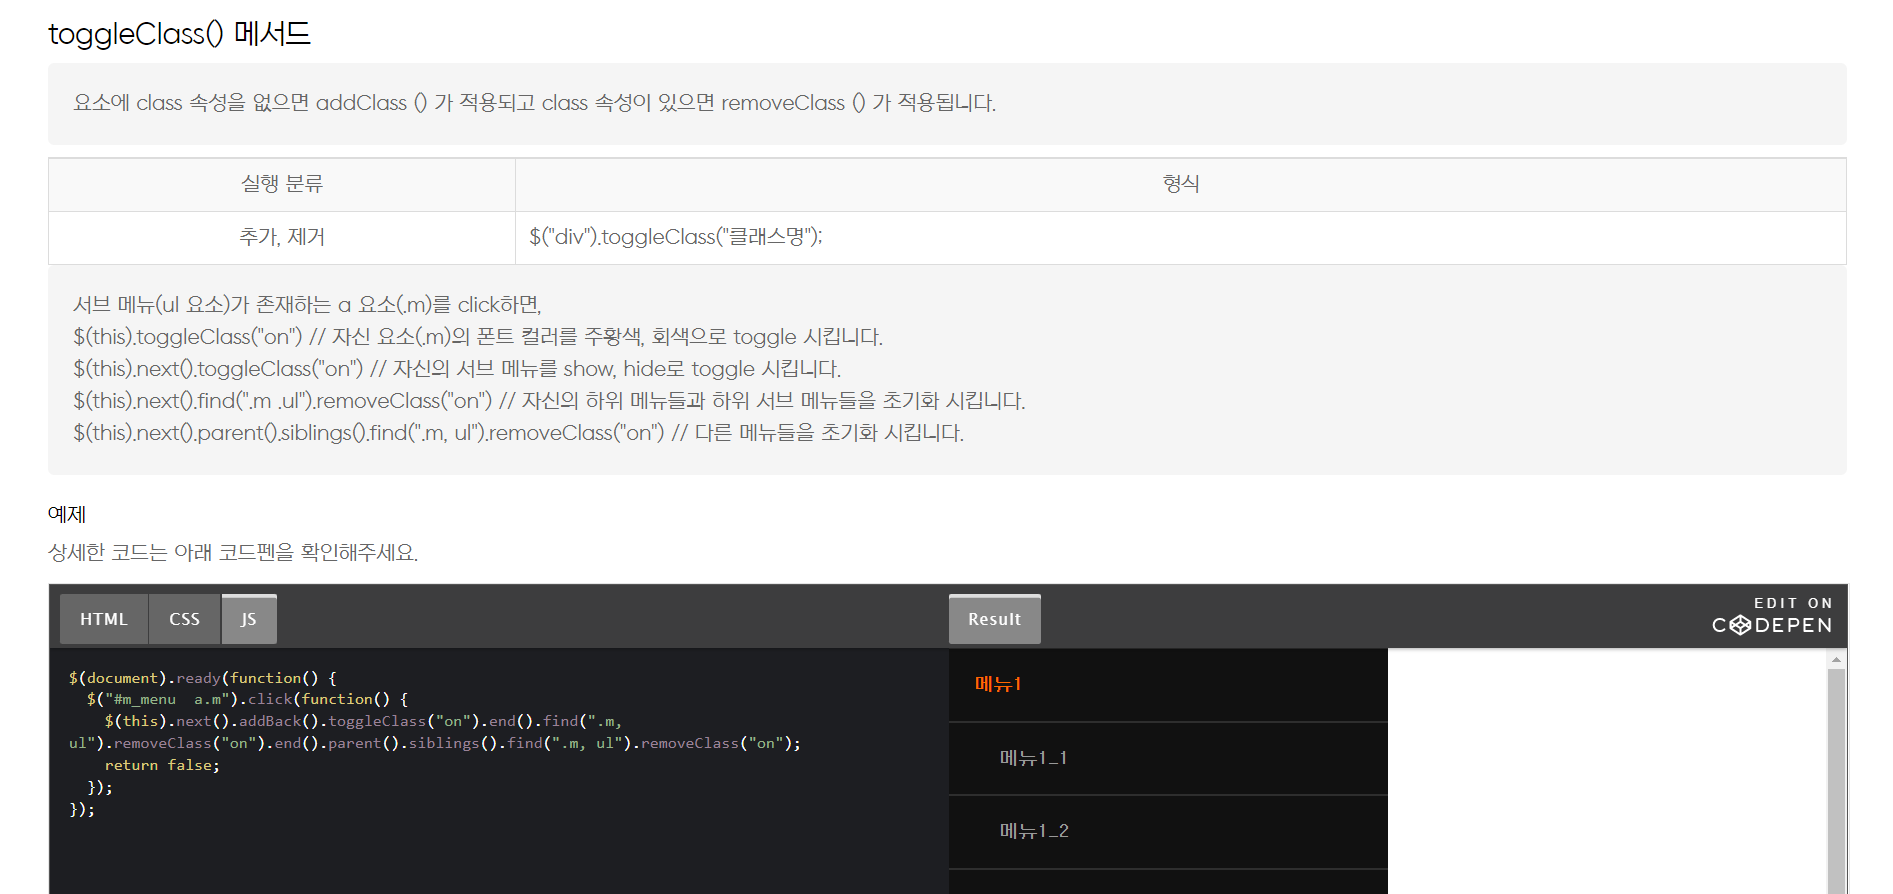 toggleClass() 메서드
요소에 class 속성을 없으면 addClass () 가 적용되고 class 속성이 있으면 removeClass () 가 적용됩니다.
실행 분류 형식
추가, 제거 $("div").toggleClass("클래스명");
서브 메뉴(ul 요소)가 존재하는 a 요소(.m)를 click하면,
$(this).toggleClass("on") // 자신 요소(.m)의 폰트 컬러를 주황색, 회색으로 toggle 시킵니다.
$(this).next().toggleClass("on") // 자신의 서브 메뉴를 show, hide로 toggle 시킵니다.
$(this).next().find(".m .ul").removeClass("on") // 자신의 하위 메뉴들과 하위 서브 메뉴들을 초기화 시킵니다.
$(this).next().parent().siblings().find(".m, ul").removeClass("on") // 다른 메뉴들을 초기화 시킵니다.
예제
상세한 코드는 아래 코드펜을 확인해주세요.
HTML CSS JS Result EDIT ON
CODEPEN
$(document).ready(function() {
$("#m_menu  a.m").click(function() {
$(this).next().addBack().toggleClass("on").end().find(".m,
ul").removeClass("on").end().parent().siblings().find(".m, ul").removeClass("on");
return false;
});
});
메뉴1
메뉴1_1
메뉴1_2